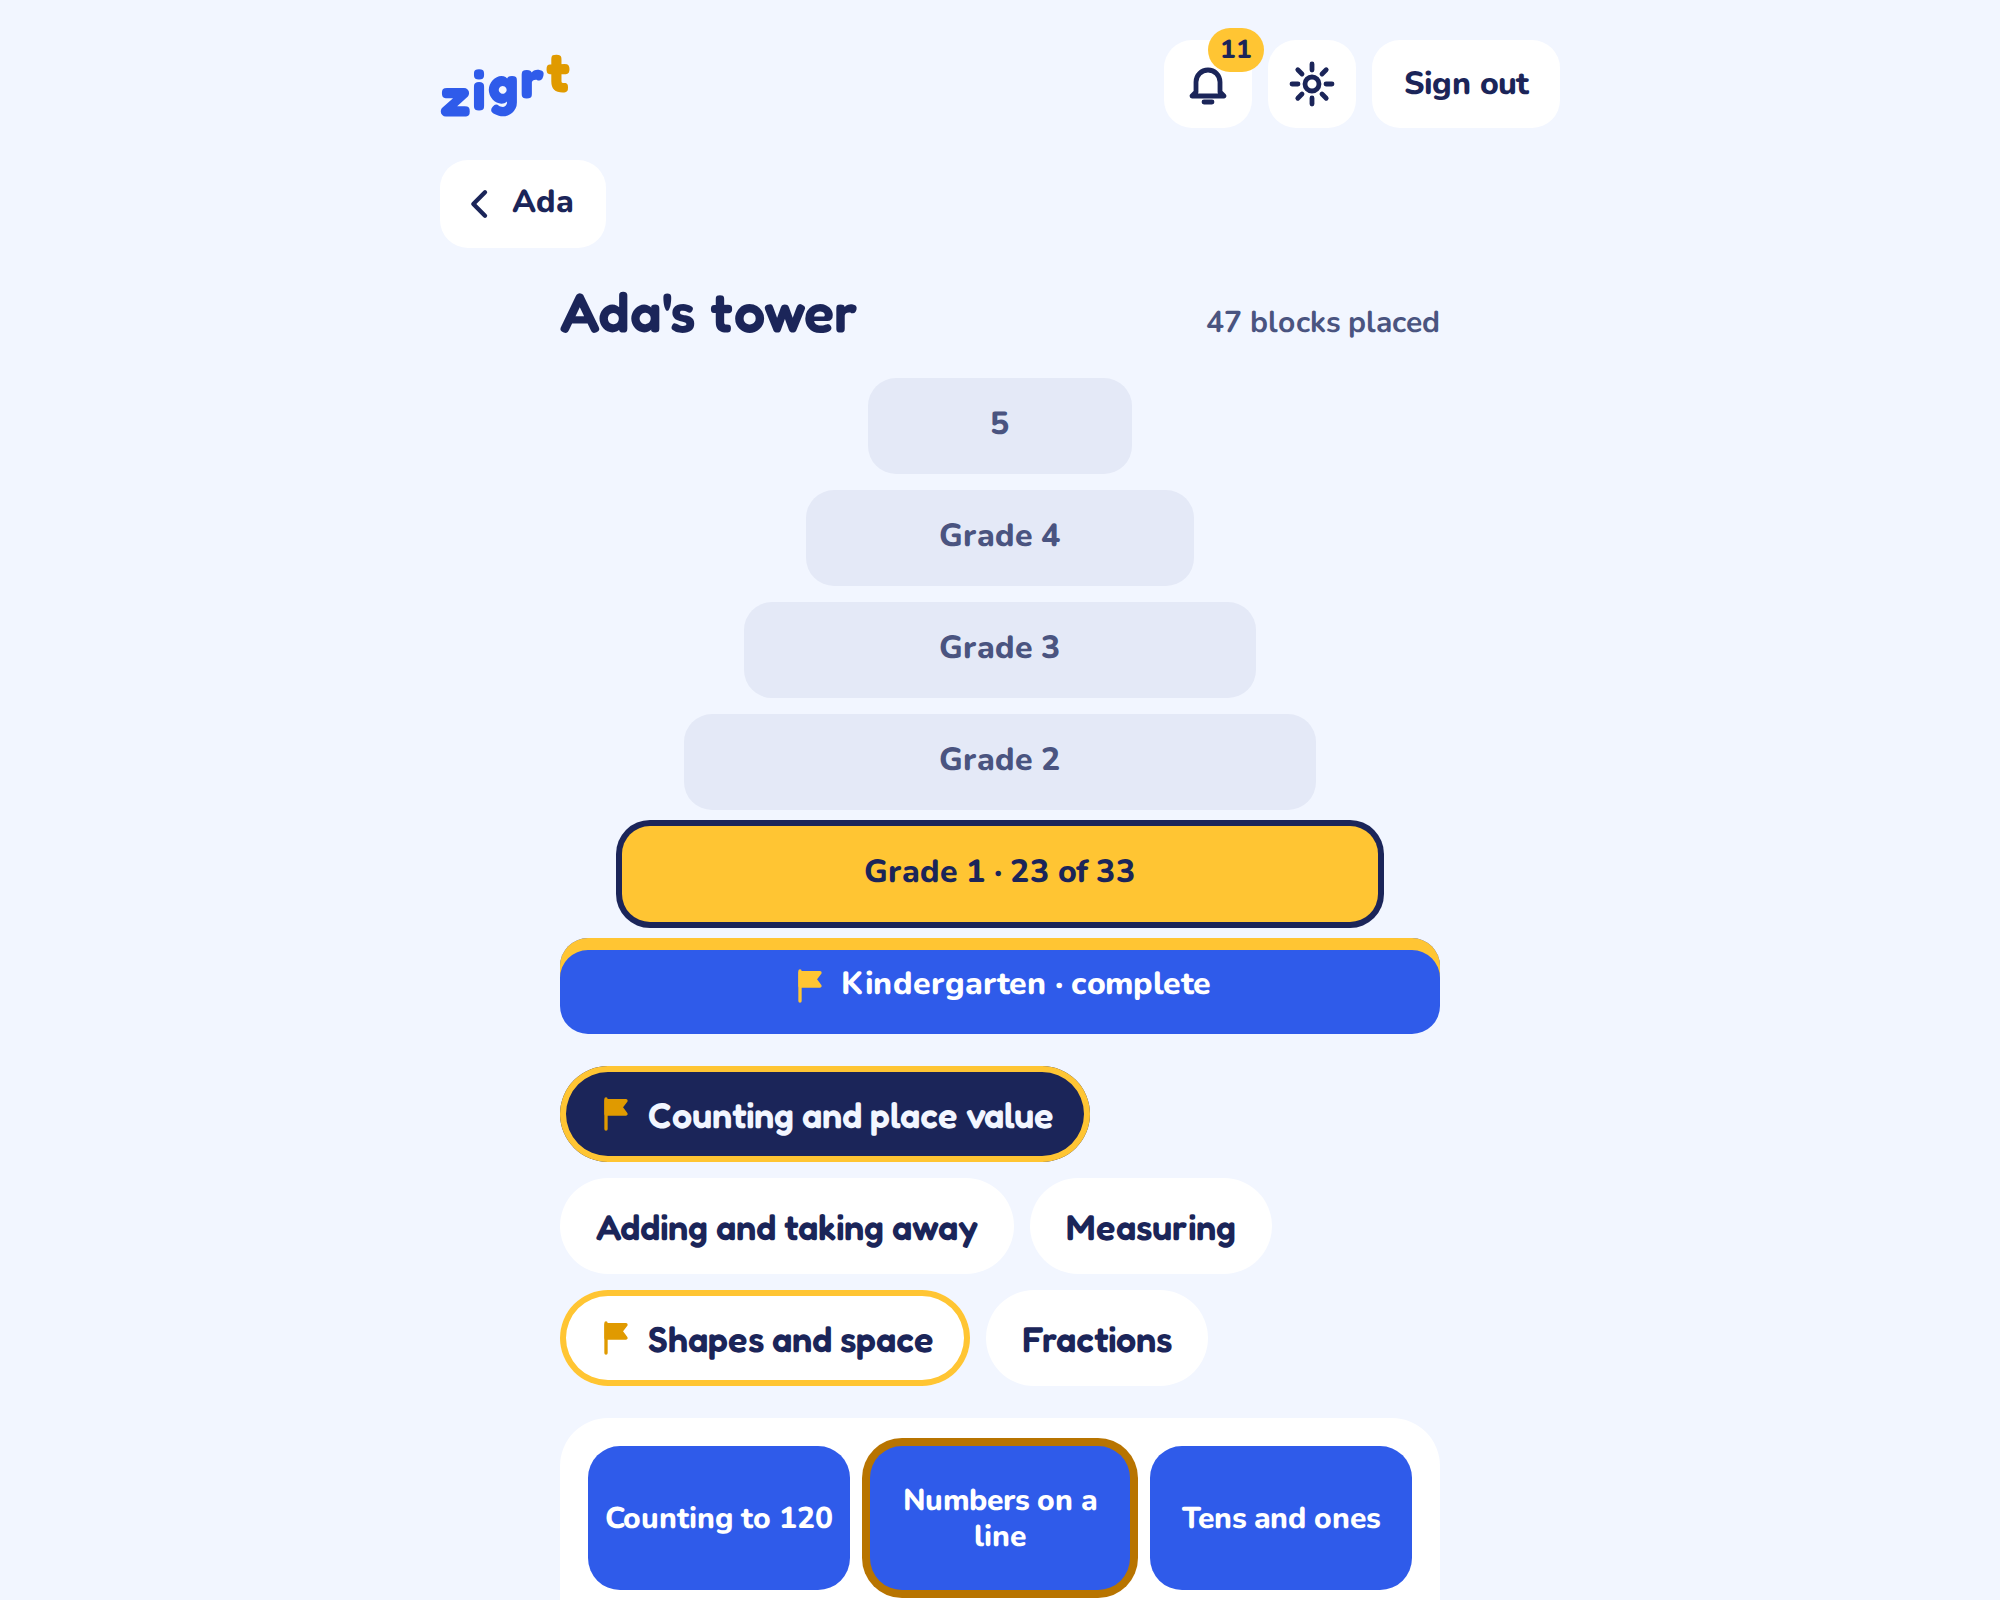 zigrt
11
Sign out
Ada
Ada's tower
47 blocks placed
5
Grade 4
Grade 3
Grade 2
Grade 1 · 23 of 33
Kindergarten · complete
Counting and place value
Adding and taking away
Measuring
Shapes and space
Fractions
Counting to 120
Numbers on a
line
Tens and ones